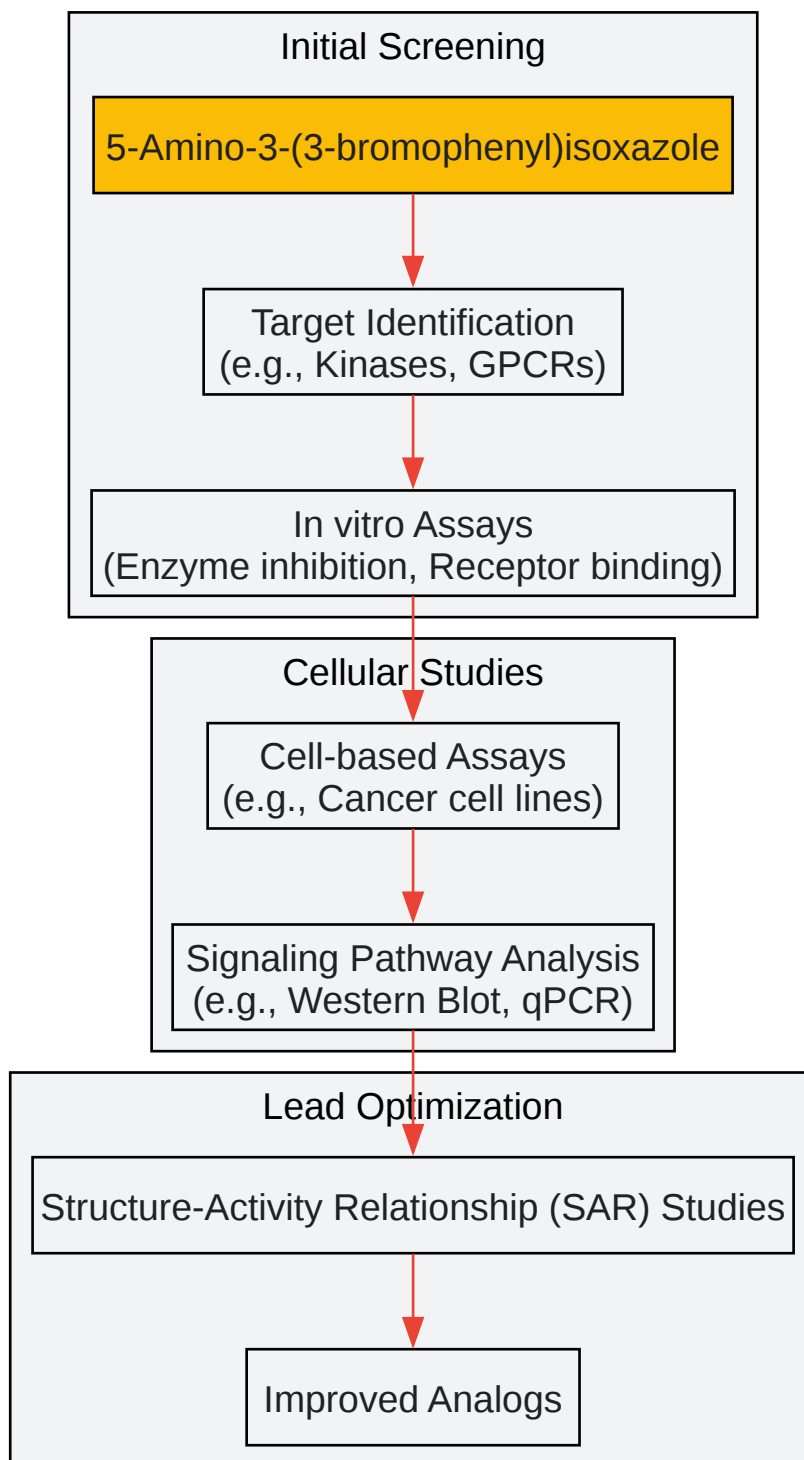 Initial Screening
5-Amino-3-(3-bromophenyl)isoxazole
Target Identification
(e.g., Kinases, GPCRs)
In vitro Assays
(Enzyme inhibition, Receptor binding)
Cellular Studies
Cell-based Assays
(e.g., Cancer cell lines)
Signaling Pathway Analysis
(e.g., Western Blot, qPCR)
Lead Optimization
Structure-Activity Relationship (SAR) Studies
Improved Analogs